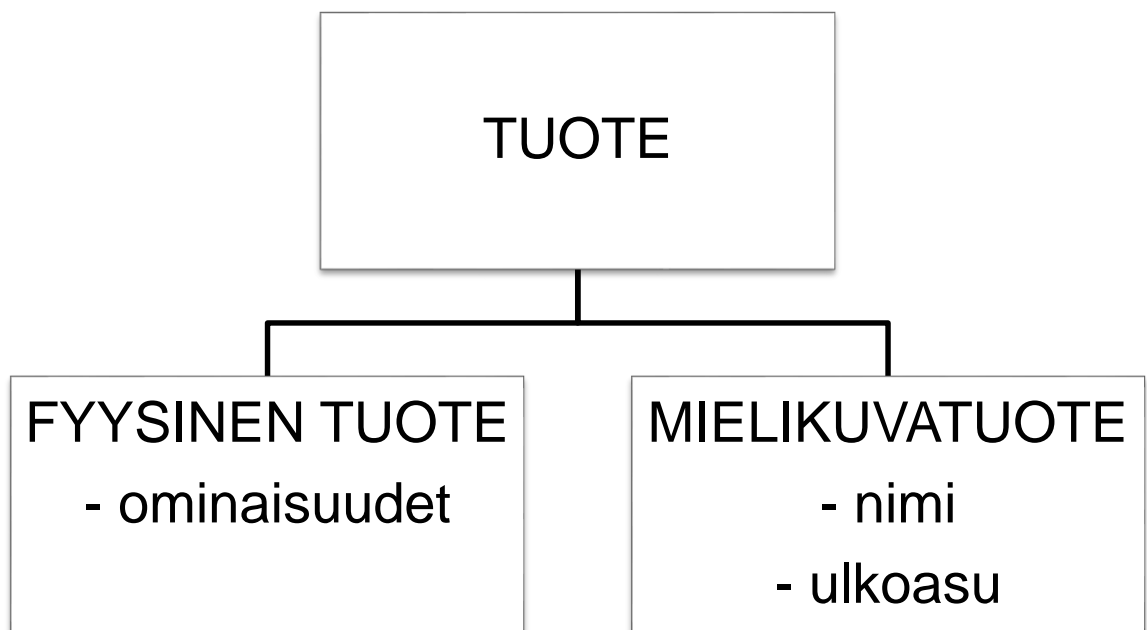 TUOTE
FYYSINEN TUOTE
- ominaisuudet
MIELIKUVATUOTE
- nimi
- ulkoasu